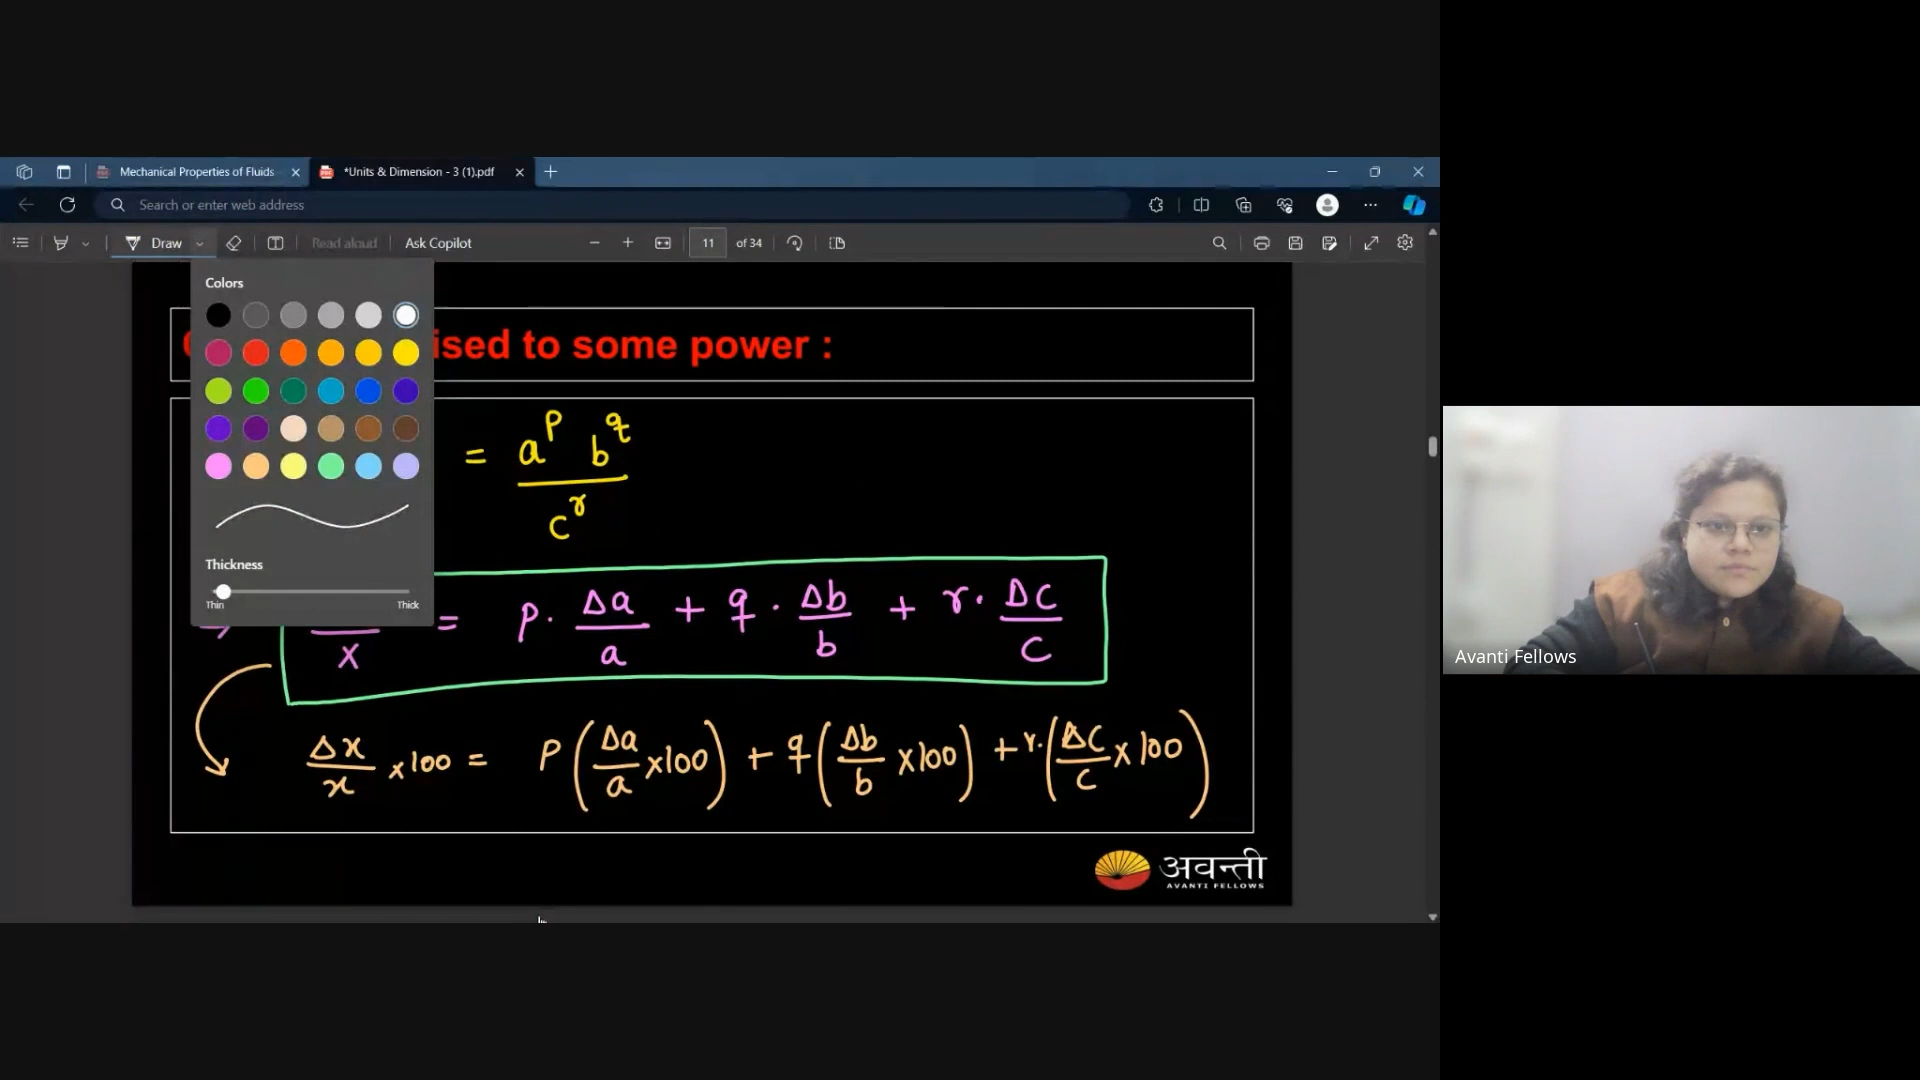 Mechanical Properties of Fluids
*Units & Dimension - 3 (1).pdf
Search or enter web address
Draw
Read aloud
Ask Copilot
11 of 34
Colors
ised to some power :
= a^p b^q / c^r
Thickness
Thin
Thick
x = p · Δa/a + q · Δb/b + r · Δc/c
Δx/x ×100 = P (Δa/a ×100) + q (Δb/b ×100) + r. (Δc/c × 100)
अवन्ती
AVANTI FELLOWS
Avanti Fellows